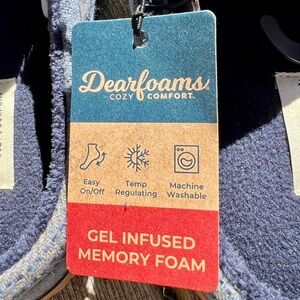 Dearfoams
COZY COMFORT
Easy On/Off
Temp Regulating
Machine Washable
GEL INFUSED
MEMORY FOAM